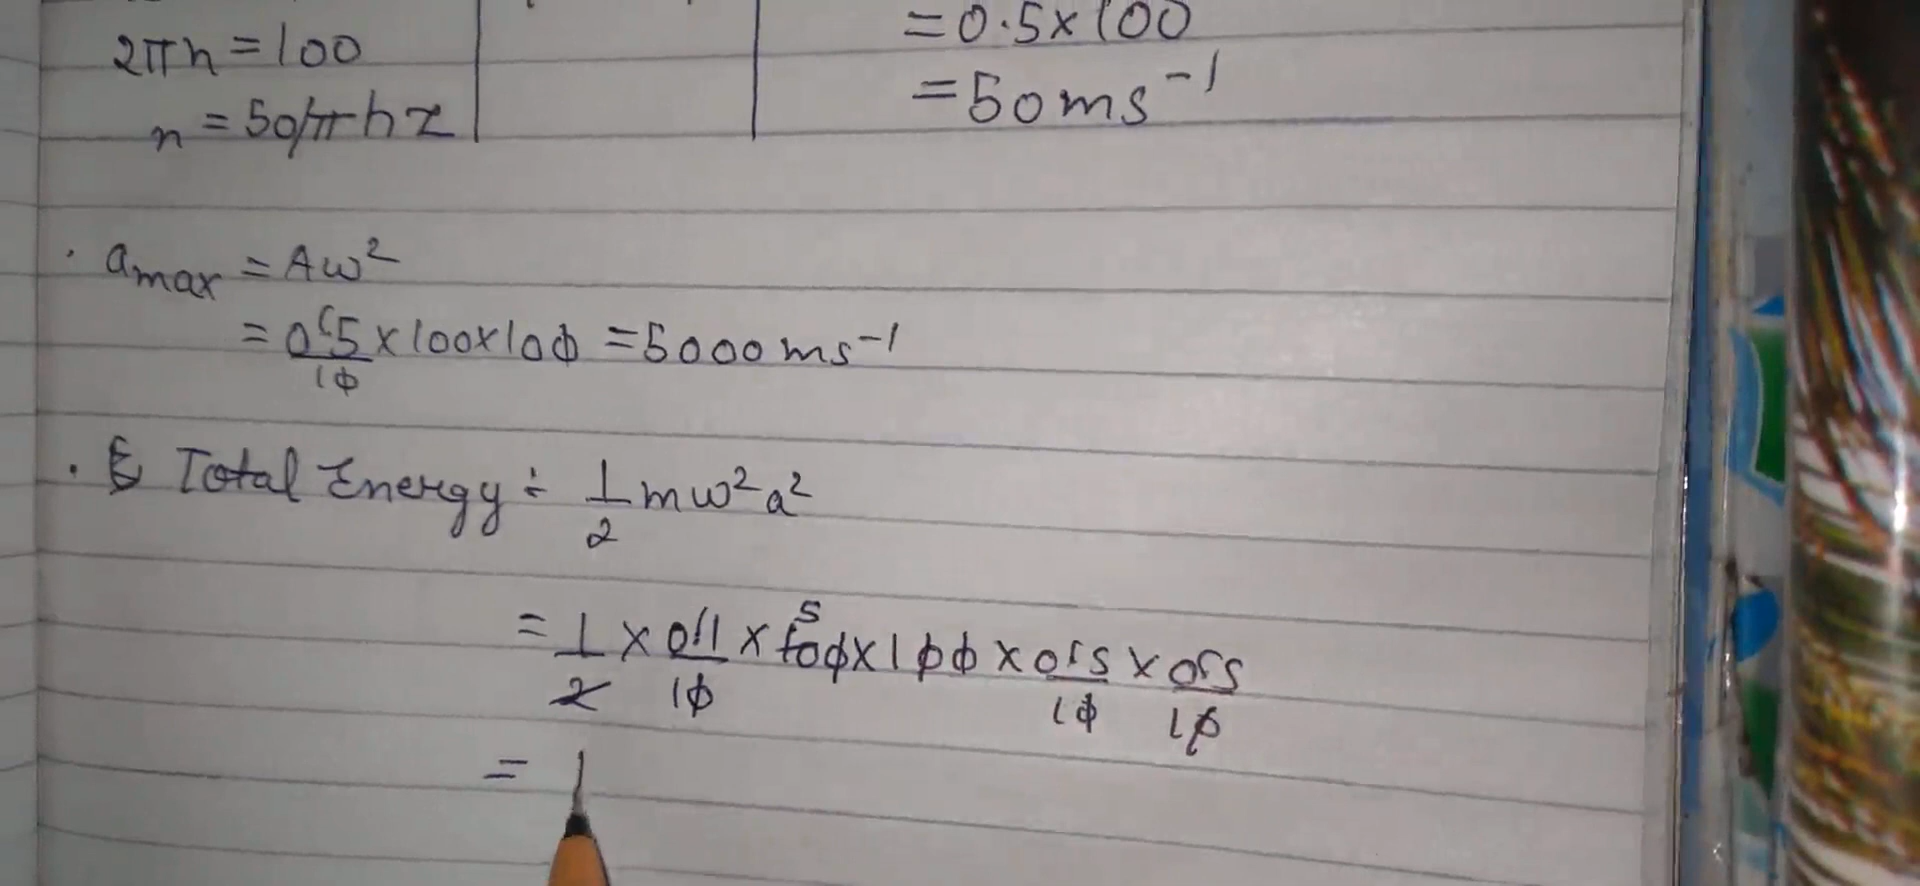 2πn = 100
n = 50/π hz
= 0.5 × 100
= 50 ms⁻¹
. amax = Aω²
= 0.5/10 × 100 × 100 = 5000 ms⁻¹
. E Total Energy ÷ 1/2 mω²a²
= 1/2 × 0.1/10 × 100 5 × 100 × 0.5/10 × 0.5/10
= 1